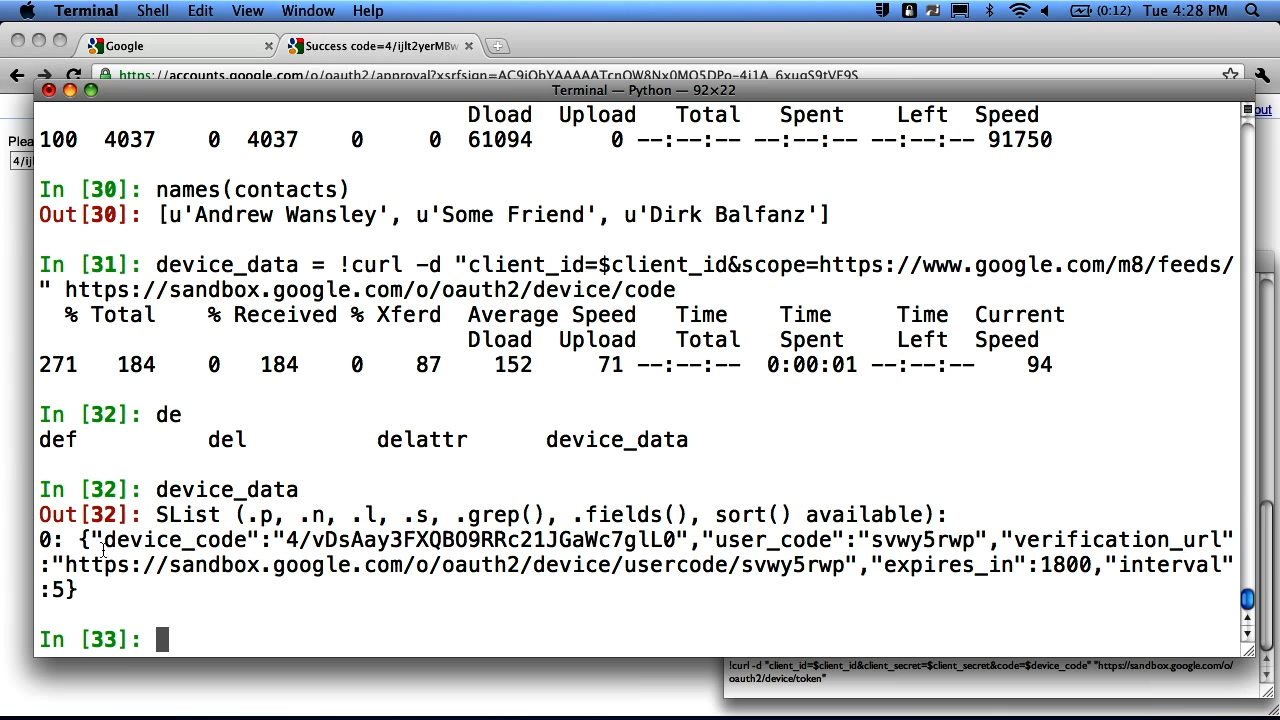 Terminal Shell Edit View Window Help (0:12) Tue 4:28 PM
Google Success code=4/ijlt2yerMBw
https://accounts.google.com/o/oauth2/approval?xsrfsign=
Terminal — Python — 92×22
Dload Upload Total Spent Left Speed
100 4037 0 4037 0 0 61094 0 --:--:-- --:--:-- --:--:-- 91750
In [30]: names(contacts)
Out[30]: [u'Andrew Wansley', u'Some Friend', u'Dirk Balfanz']
In [31]: device_data = !curl -d "client_id=$client_id&scope=https://www.google.com/m8/feeds/
" https://sandbox.google.com/o/oauth2/device/code
% Total % Received % Xferd Average Speed Time Time Time Current
Dload Upload Total Spent Left Speed
271 184 0 184 0 87 152 71 --:--:-- 0:00:01 --:--:-- 94
In [32]: de
def del delattr device_data
In [32]: device_data
Out[32]: SList (.p, .n, .l, .s, .grep(), .fields(), sort() available):
0: {"device_code":"4/vDsAay3FXQBO9RRc21JGaWc7glL0","user_code":"svwy5rwp","verification_url"
:"https://sandbox.google.com/o/oauth2/device/usercode/svwy5rwp","expires_in":1800,"interval"
:5}
In [33]:
!curl -d "client_id=$client_id&client_secret=$client_secret&code=$device_code" "https://sandbox.google.com/o/
oauth2/device/token"